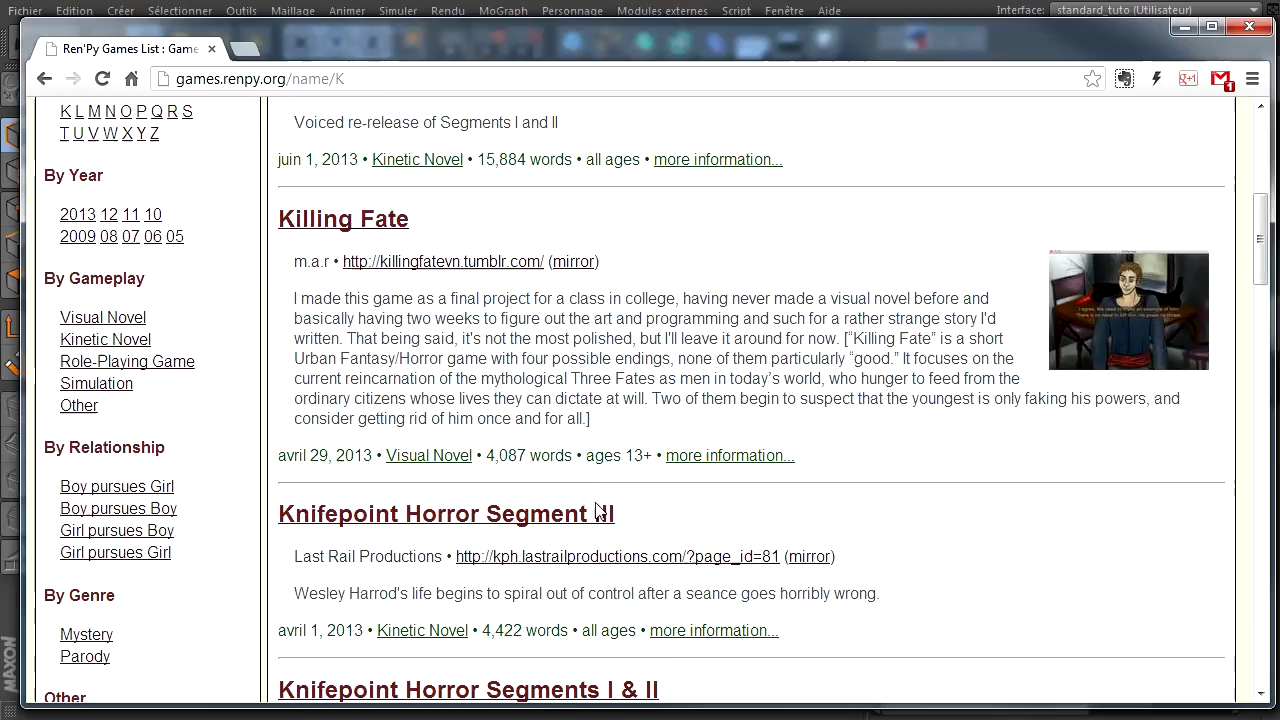 Fichier Edition Créer Sélectionner Outils Maillage Animer Simuler Rendu MoGraph Personnage Modules externes Script Fenêtre Aide Interface: standard_tuto (Utilisateur)
Ren'Py Games List : Game
games.renpy.org/name/K
1
K L M N O P Q R S
T U V W X Y Z
By Year
2013 12 11 10
2009 08 07 06 05
By Gameplay
Visual Novel
Kinetic Novel
Role-Playing Game
Simulation
Other
By Relationship
Boy pursues Girl
Boy pursues Boy
Girl pursues Boy
Girl pursues Girl
By Genre
Mystery
Parody
Other
Voiced re-release of Segments I and II
juin 1, 2013 • Kinetic Novel • 15,884 words • all ages • more information...
Killing Fate
m.a.r • http://killingfatevn.tumblr.com/ (mirror)
I made this game as a final project for a class in college, having never made a visual novel before and
basically having two weeks to figure out the art and programming and such for a rather strange story I'd
written. That being said, it's not the most polished, but I'll leave it around for now. [“Killing Fate” is a short
Urban Fantasy/Horror game with four possible endings, none of them particularly “good.” It focuses on the
current reincarnation of the mythological Three Fates as men in today’s world, who hunger to feed from the
ordinary citizens whose lives they can dictate at will. Two of them begin to suspect that the youngest is only faking his powers, and
consider getting rid of him once and for all.]
avril 29, 2013 • Visual Novel • 4,087 words • ages 13+ • more information...
Knifepoint Horror Segment
Last Rail Productions • http://kph.lastrailproductions.com/?page_id=81 (mirror)
Wesley Harrod's life begins to spiral out of control after a seance goes horribly wrong.
avril 1, 2013 • Kinetic Novel • 4,422 words • all ages • more information...
Knifepoint Horror Segments I & II
MAXON